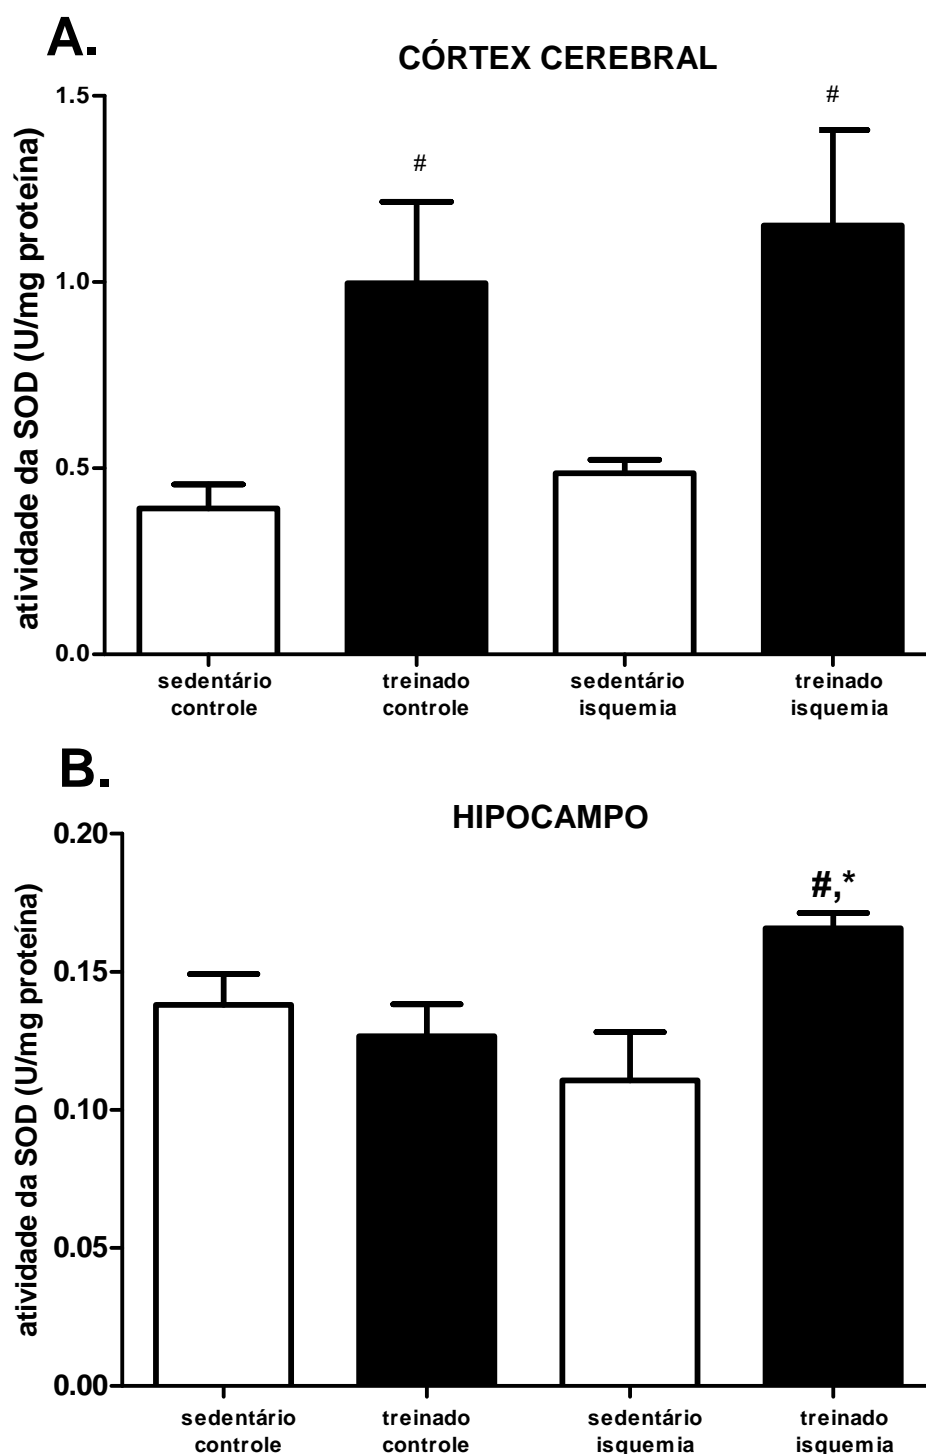 A.
CÓRTEX CEREBRAL
atividade da SOD (U/mg proteína)
1.5
1.0
0.5
0.0
#
#
sedentário
controle
treinado
controle
sedentário
isquemia
treinado
isquemia
B.
HIPOCAMPO
atividade da SOD (U/mg proteína)
0.20
0.15
0.10
0.05
0.00
#,*
sedentário
controle
treinado
controle
sedentário
isquemia
treinado
isquemia